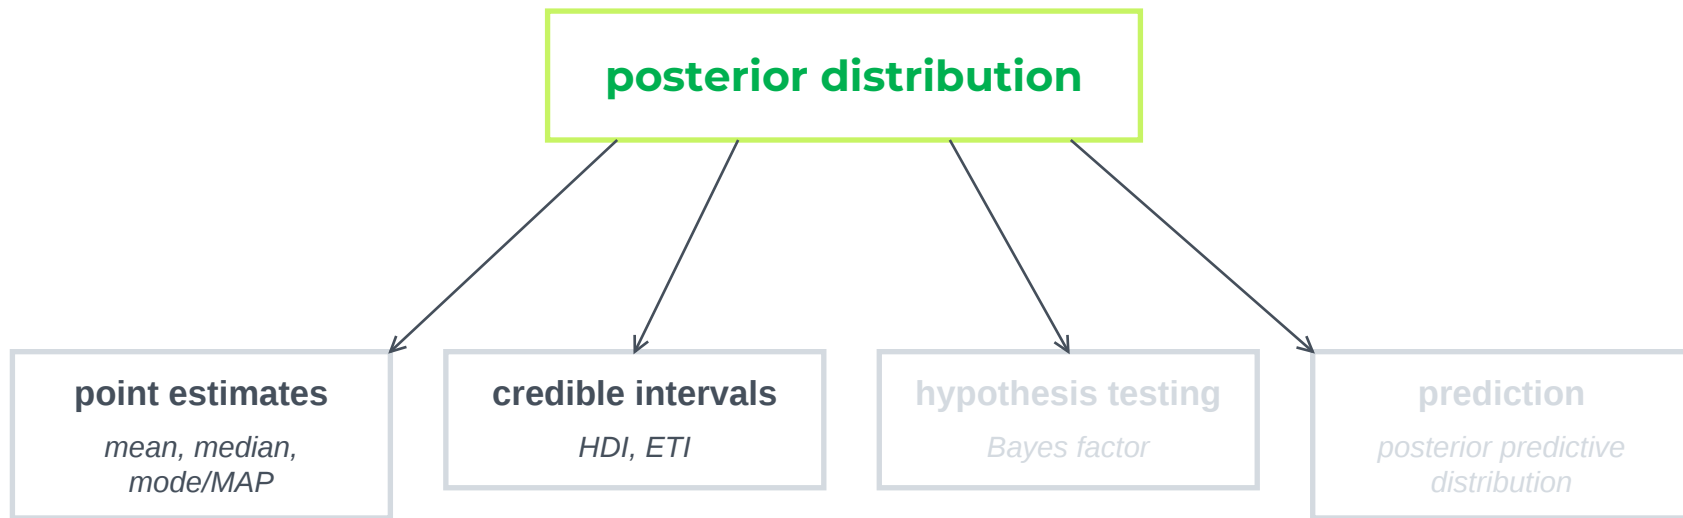 posterior distribution
point estimates
mean, median,
mode/MAP
credible intervals
HDI, ETI
hypothesis testing
Bayes factor
prediction
posterior predictive
distribution